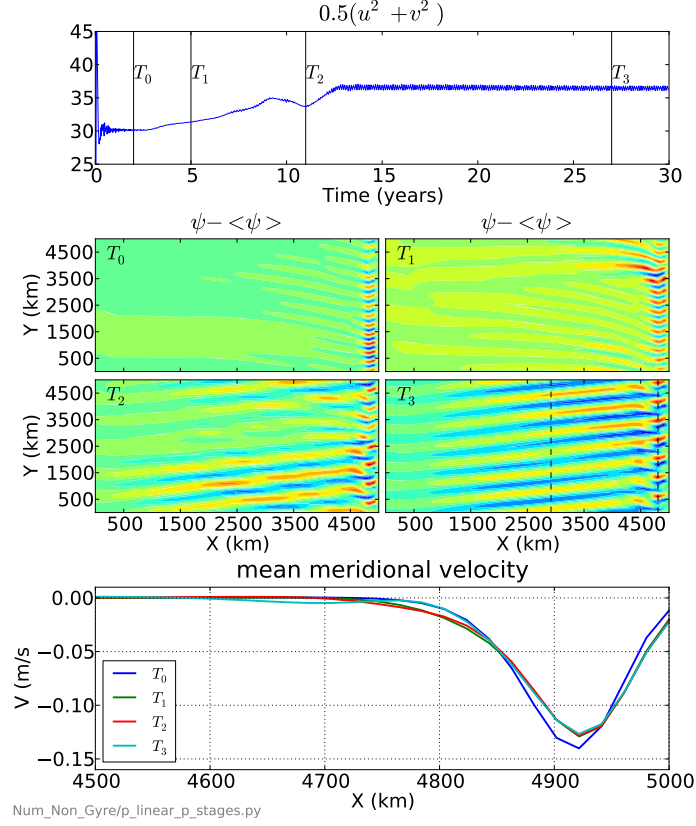 0.5(u² + v²)
45
40
35
30
25
T₀
T₁
T₂
T₃
0 5 10 15 20 25 30
Time (years)
ψ−<ψ>
ψ−<ψ>
Y (km)
4500
3500
2500
1500
500
T₀
T₁
Y (km)
4500
3500
2500
1500
500
T₂
T₃
500 1500 2500 3500 4500
500 1500 2500 3500 4500
X (km)
X (km)
mean meridional velocity
V (m/s)
0.00
−0.05
−0.10
−0.15
T₀
T₁
T₂
T₃
4500 4600 4700 4800 4900 5000
X (km)
Num_Non_Gyre/p_linear_p_stages.py